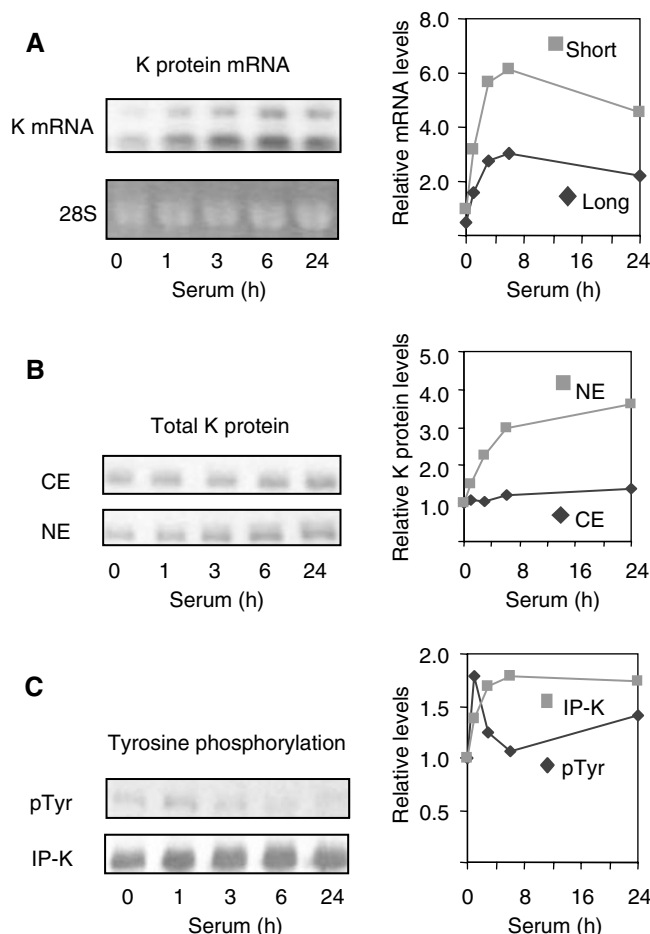 A
K protein mRNA
K mRNA
28S
0 1 3 6 24
Serum (h)
8.0
6.0
4.0
2.0
Relative mRNA levels
Short
Long
0 8 16 24
Serum (h)
B
Total K protein
CE
NE
0 1 3 6 24
Serum (h)
5.0
4.0
3.0
2.0
1.0
Relative K protein levels
NE
CE
0 8 16 24
Serum (h)
C
Tyrosine phosphorylation
pTyr
IP-K
0 1 3 6 24
Serum (h)
2.0
1.5
1.0
0.5
Relative levels
IP-K
pTyr
0 8 16 24
Serum (h)